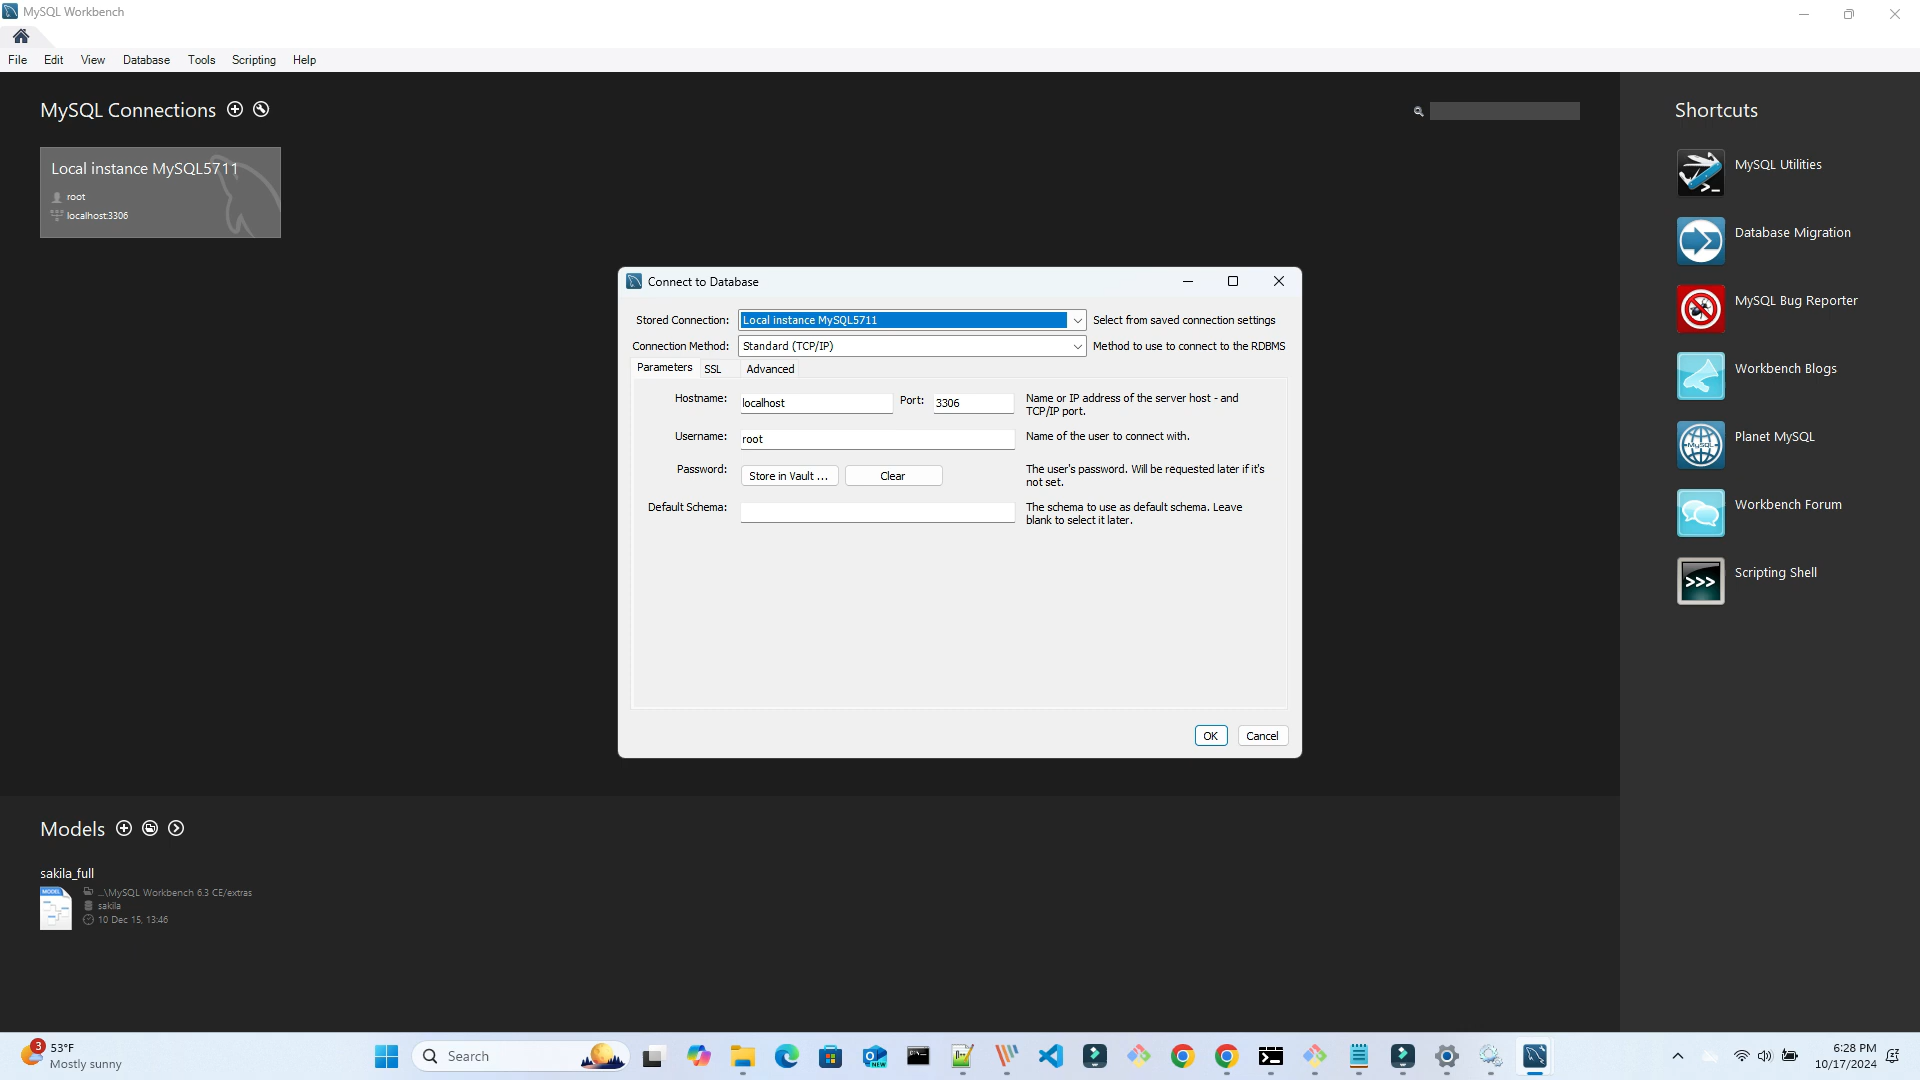 MySQL Workbench
File Edit View Database Tools Scripting Help
MySQL Connections
Local instance MySQL5711
root
localhost:3306
Shortcuts
MySQL Utilities
Database Migration
MySQL Bug Reporter
Workbench Blogs
Planet MySQL
Workbench Forum
Scripting Shell
Connect to Database
Stored Connection: Local instance MySQL5711 Select from saved connection settings
Connection Method: Standard (TCP/IP) Method to use to connect to the RDBMS
Parameters SSL Advanced
Hostname: localhost Port: 3306 Name or IP address of the server host - and
TCP/IP port.
Username: root Name of the user to connect with.
Password: Store in Vault ... Clear The user's password. Will be requested later if it's
not set.
Default Schema: The schema to use as default schema. Leave
blank to select it later.
OK Cancel
Models
sakila_full
MODEL
...\MySQL Workbench 6.3 CE/extras
sakila
10 Dec 15, 13:46
3
53°F
Mostly sunny
Search
NEW
6:28 PM
10/17/2024